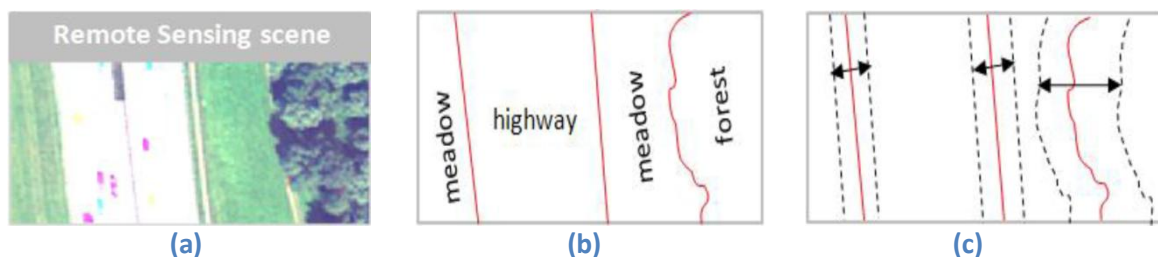 Remote Sensing scene
meadow
highway
meadow
forest
(a)
(b)
(c)